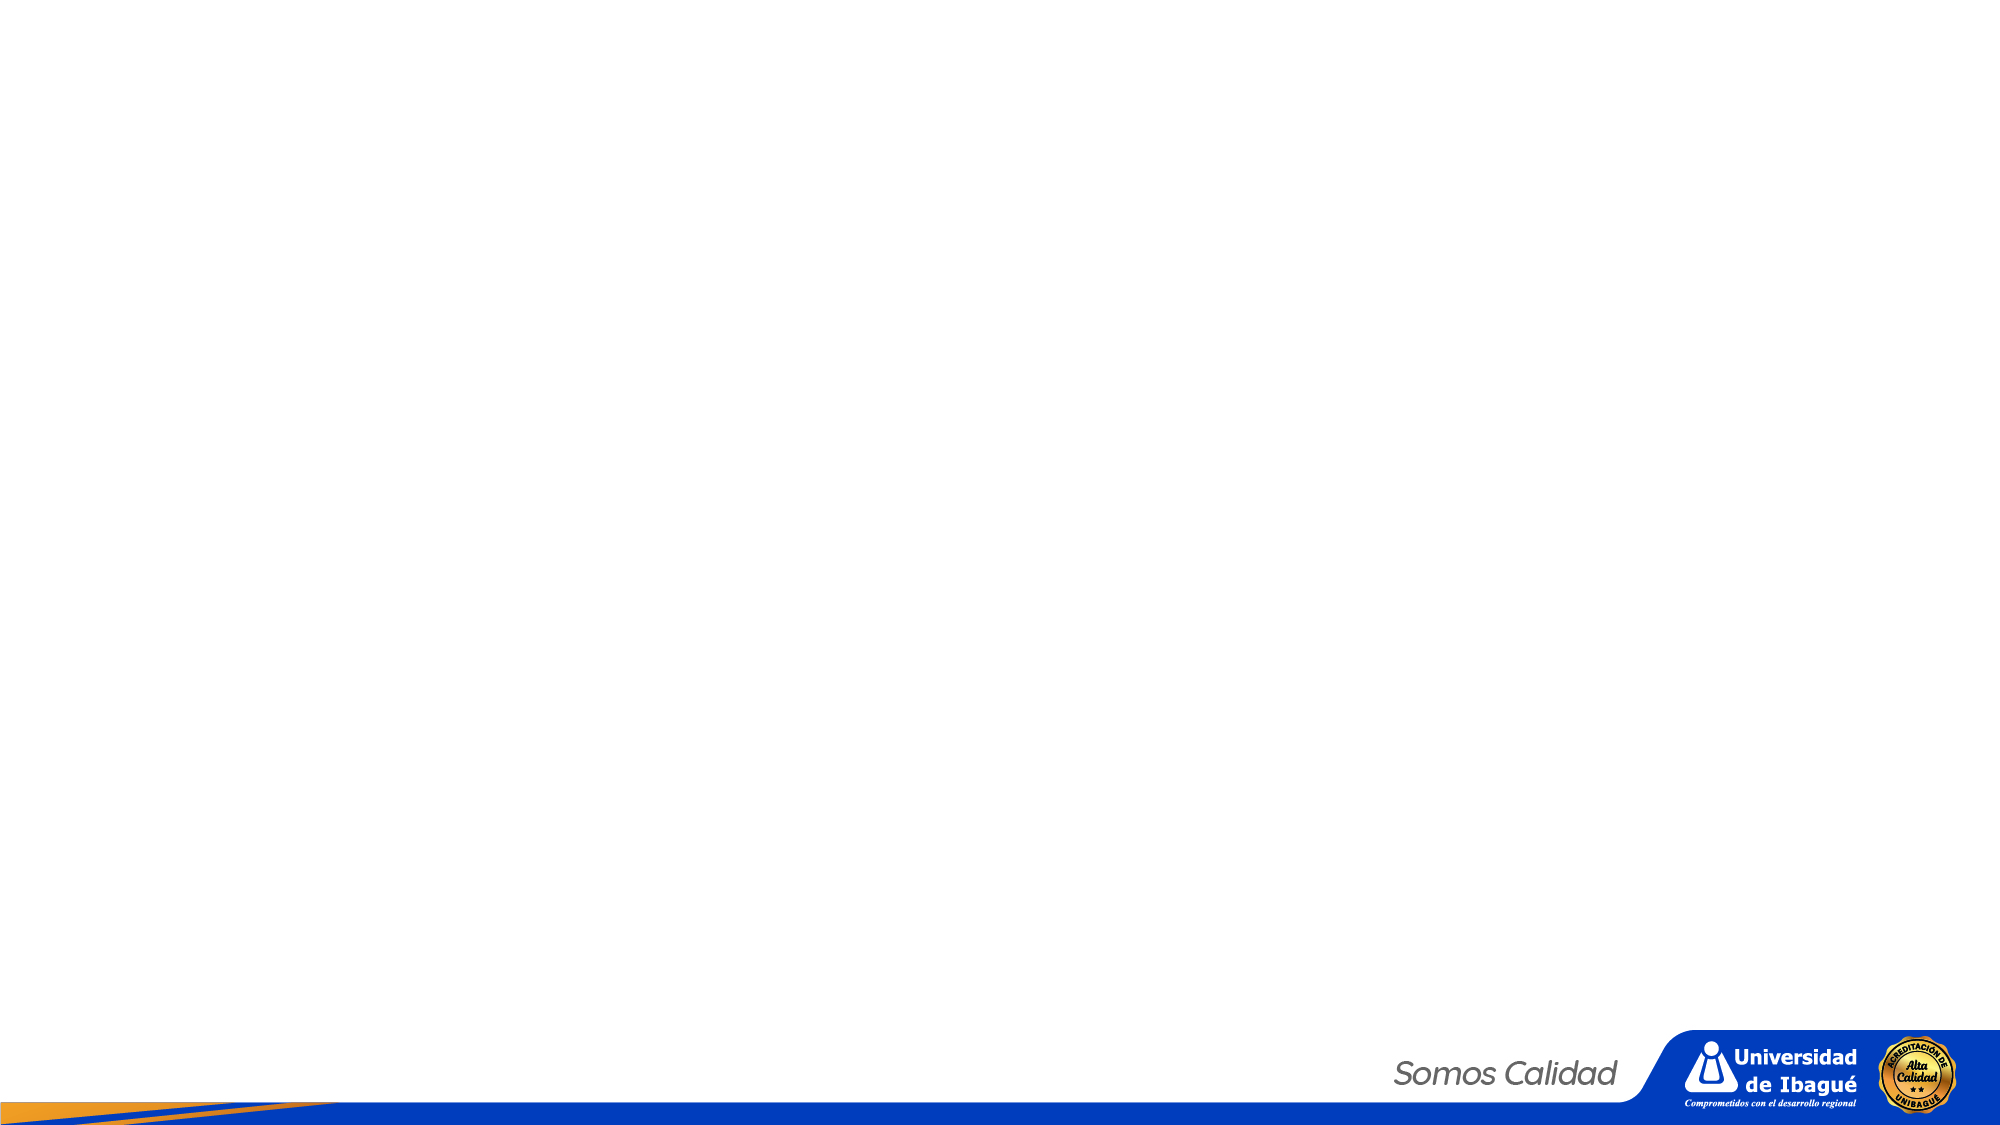 Somos Calidad
Universidad
de Ibagué
Comprometidos con el desarrollo regional
ACREDITACIÓN DE
Alta
Calidad
UNIBAGUÉ